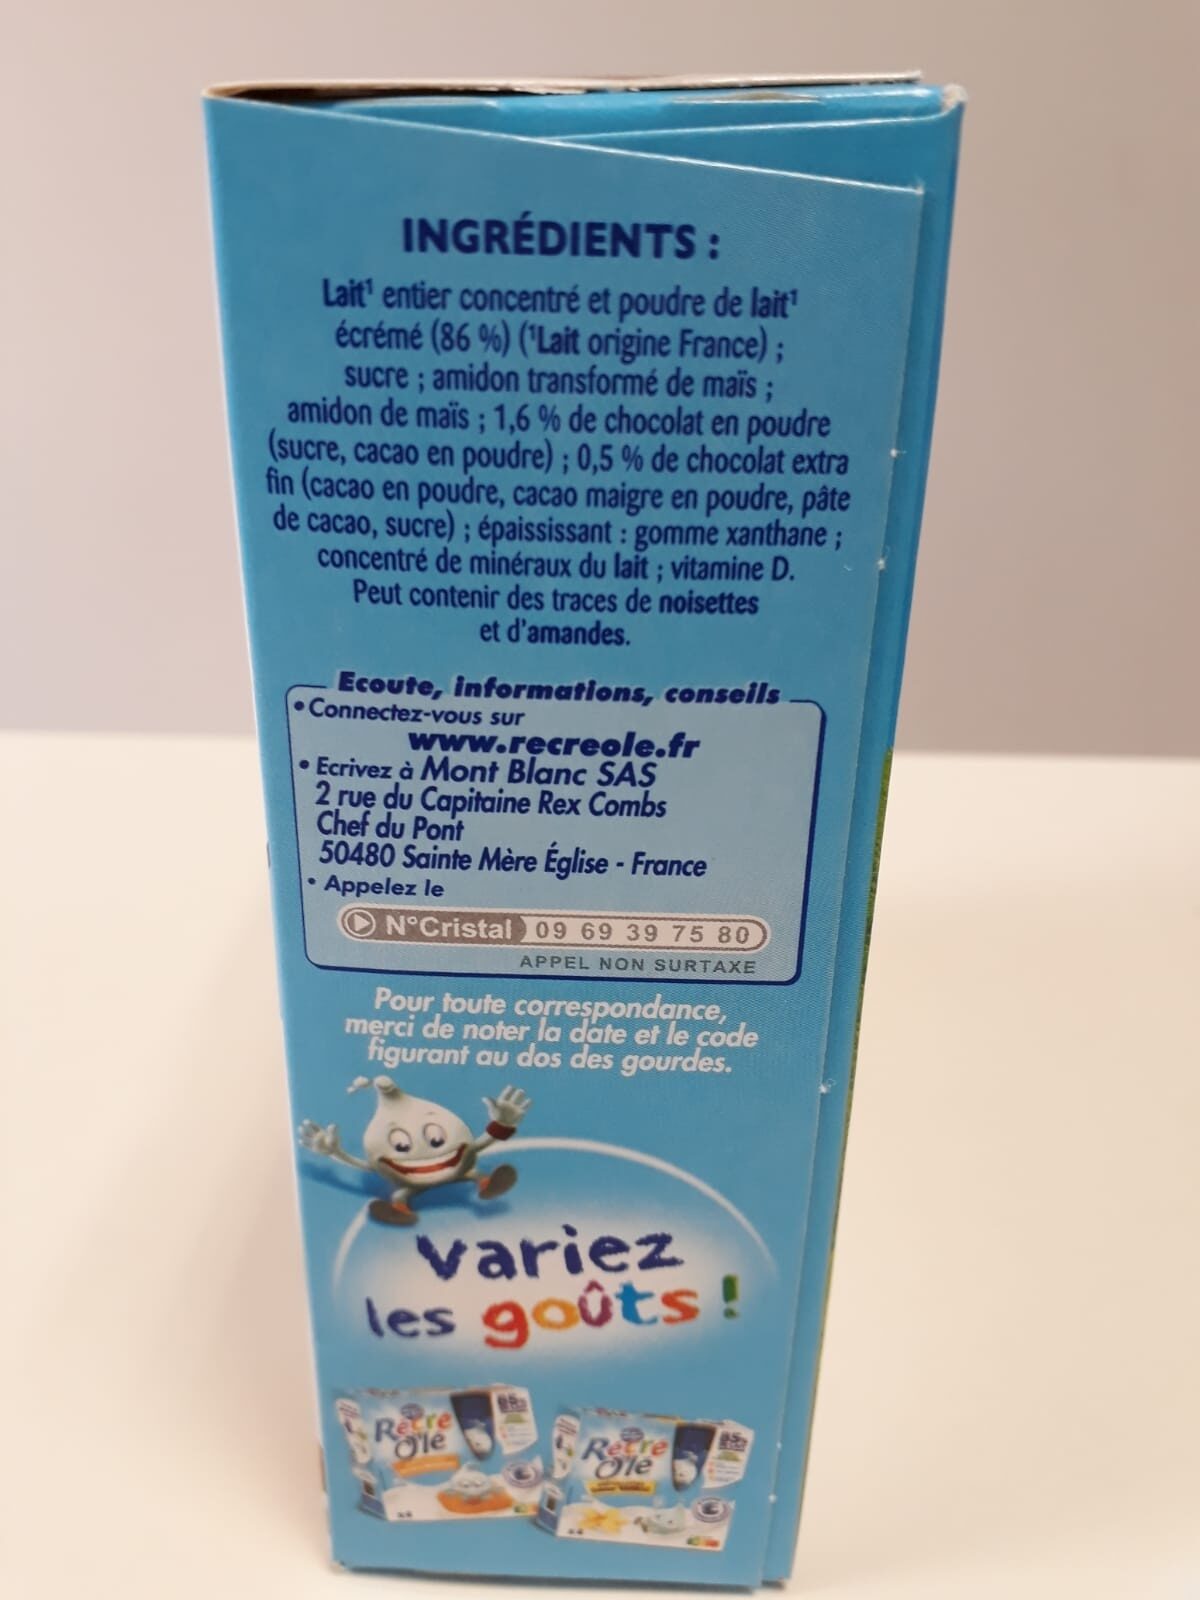 INGRÉDIENTS :
Lait¹ entier concentré et poudre de lait¹
écrémé (86 %) (¹Lait origine France) ;
sucre ; amidon transformé de maïs ;
amidon de maïs ; 1,6 % de chocolat en poudre
(sucre, cacao en poudre) ; 0,5 % de chocolat extra
fin (cacao en poudre, cacao maigre en poudre, pâte
de cacao, sucre) ; épaississant : gomme xanthane ;
concentré de minéraux du lait ; vitamine D.
Peut contenir des traces de noisettes
et d'amandes.
Ecoute, informations, conseils
• Connectez-vous sur
www.recreole.fr
• Ecrivez à Mont Blanc SAS
2 rue du Capitaine Rex Combs
Chef du Pont
50480 Sainte Mère Église - France
• Appelez le
N°Cristal 09 69 39 75 80
APPEL NON SURTAXE
Pour toute correspondance,
merci de noter la date et le code
figurant au dos des gourdes.
variez
les goûts !
Récré
O'lé
Récré
O'lé